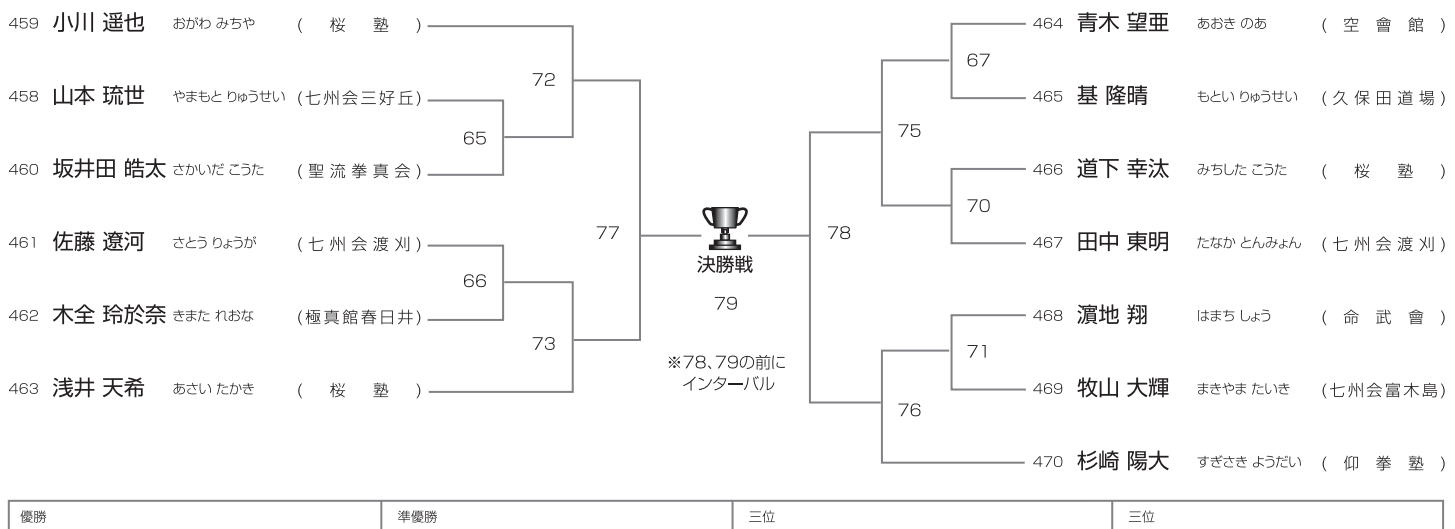 459 小川 遥也 おがわ みちや (桜塾)
458 山本 琉世 やまもと りゅうせい (七州会三好丘)
460 坂井田 皓太 さかいだ こうた (聖流拳真会)
461 佐藤 遼河 さとう りょうが (七州会渡刈)
462 木全 玲於奈 きまた れおな (極真館春日井)
463 浅井 天希 あさい たかき (桜塾)
72
65
77
66
73
決勝戦
79
※78、79の前に
インターバル
78
67
75
70
71
76
464 青木 望亜 あおき のあ (空會館)
465 基 隆晴 もとい りゅうせい (久保田道場)
466 道下 幸汰 みちした こうた (桜塾)
467 田中 東明 たなか とんみょん (七州会渡刈)
468 濵地 翔 はまち しょう (命武會)
469 牧山 大輝 まきやま たいき (七州会富木島)
470 杉崎 陽大 すぎさき ようだい (仰拳塾)
優勝 準優勝 三位 三位